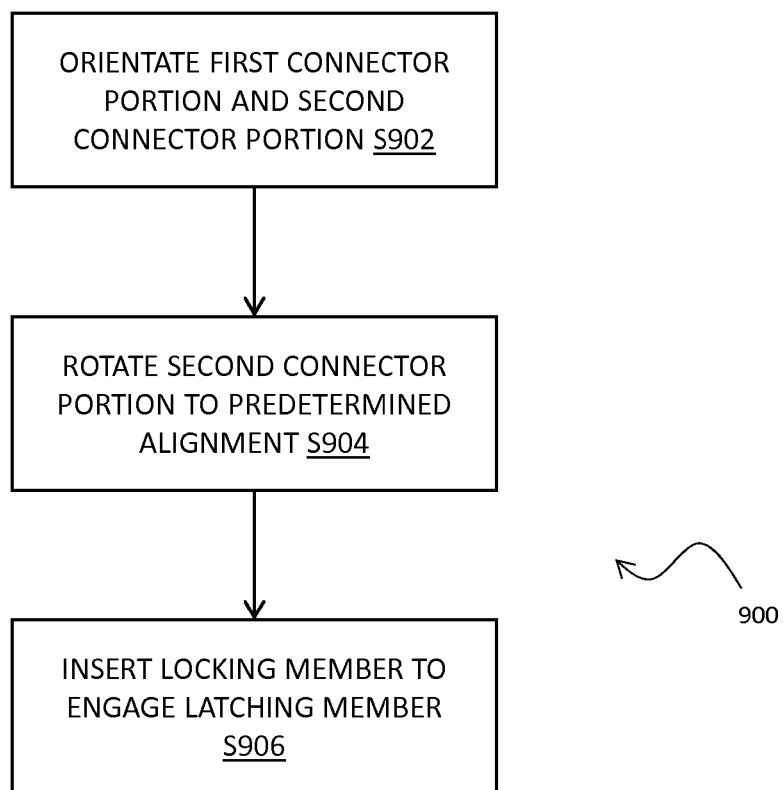 ORIENTATE FIRST CONNECTOR
PORTION AND SECOND
CONNECTOR PORTION S902
ROTATE SECOND CONNECTOR
PORTION TO PREDETERMINED
ALIGNMENT S904
900
INSERT LOCKING MEMBER TO
ENGAGE LATCHING MEMBER
S906